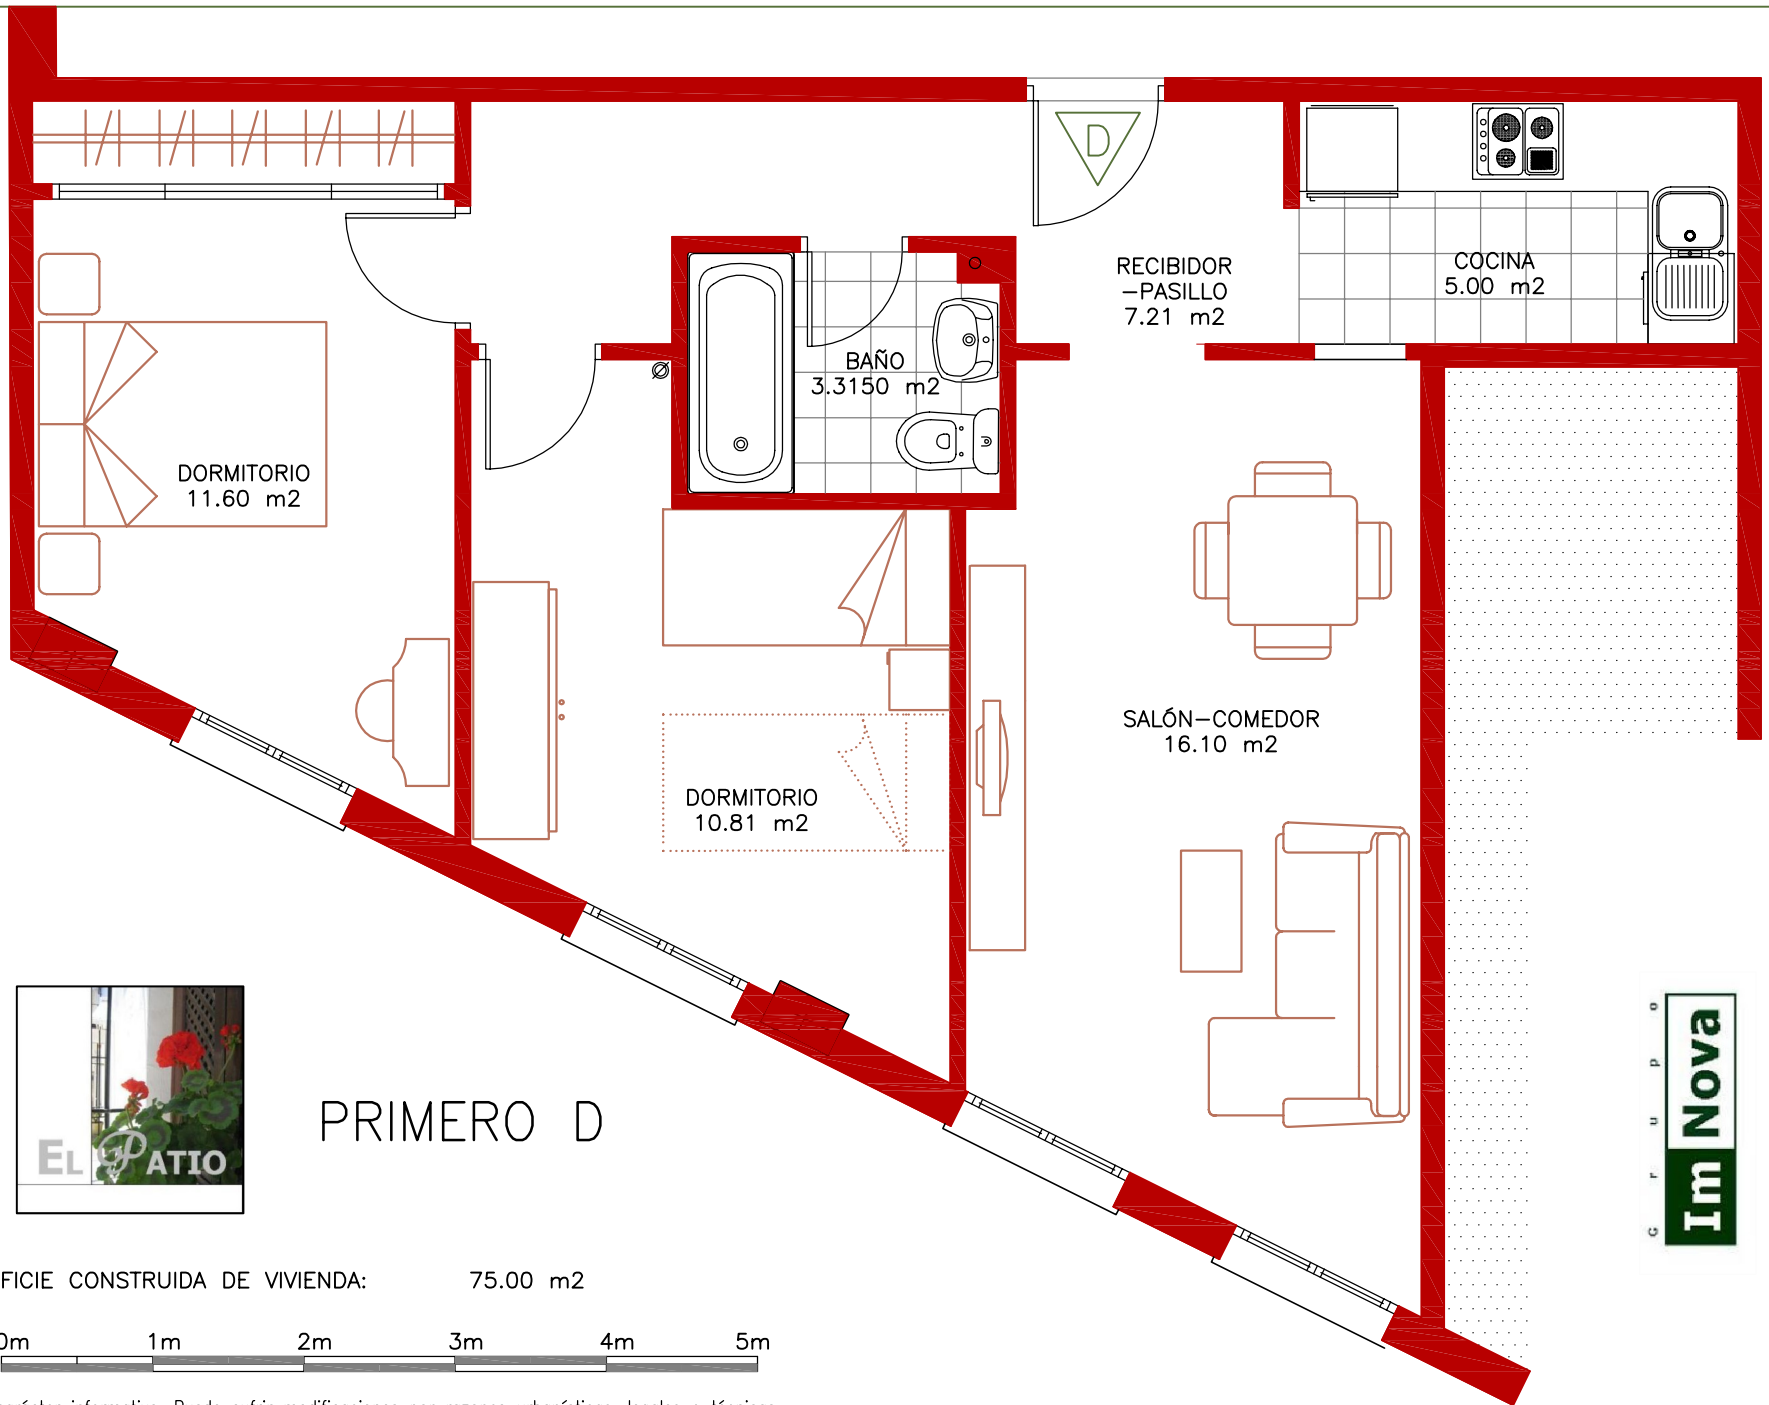 D
RECIBIDOR
-PASILLO
7.21 m2
COCINA
5.00 m2
BAÑO
3.3150 m2
DORMITORIO
11.60 m2
SALÓN-COMEDOR
16.10 m2
DORMITORIO
10.81 m2
EL PATIO
PRIMERO D
Grupo
Im Nova
FICIE CONSTRUIDA DE VIVIENDA: 75.00 m2
0m 1m 2m 3m 4m 5m